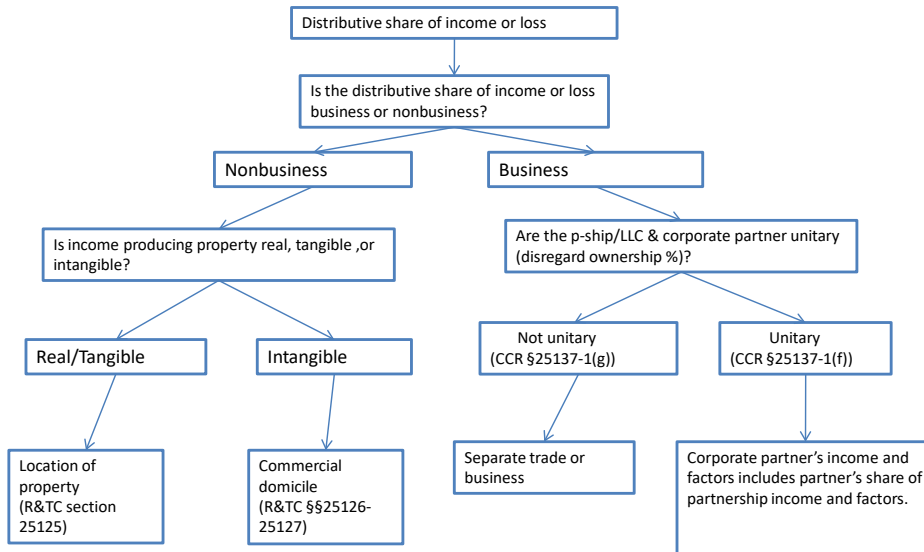 Distributive share of income or loss
Is the distributive share of income or loss
business or nonbusiness?
Nonbusiness
Business
Is income producing property real, tangible ,or
intangible?
Are the p-ship/LLC & corporate partner unitary
(disregard ownership %)?
Real/Tangible
Intangible
Not unitary
(CCR §25137-1(g))
Unitary
(CCR §25137-1(f))
Location of
property
(R&TC section
25125)
Commercial
domicile
(R&TC §§25126-
25127)
Separate trade or
business
Corporate partner’s income and
factors includes partner’s share of
partnership income and factors.